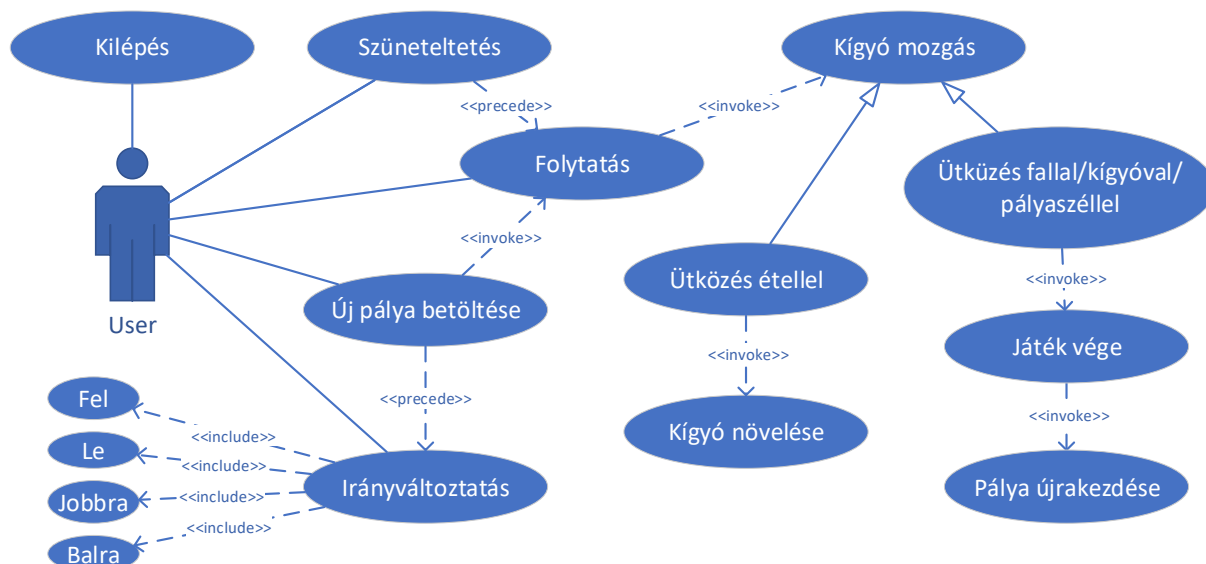 Kilépés
Szüneteltetés
Kígyó mozgás
<<precede>>
<<invoke>>
Folytatás
Ütküzés fallal/kígyóval/
pályaszéllel
<<invoke>>
Ütközés étellel
<<invoke>>
Új pálya betöltése
User
Játék vége
<<invoke>>
Fel
<<precede>>
<<invoke>>
<<include>>
Kígyó növelése
Le
<<include>>
Irányváltoztatás
Pálya újrakezdése
Jobbra
<<include>>
<<include>>
Balra